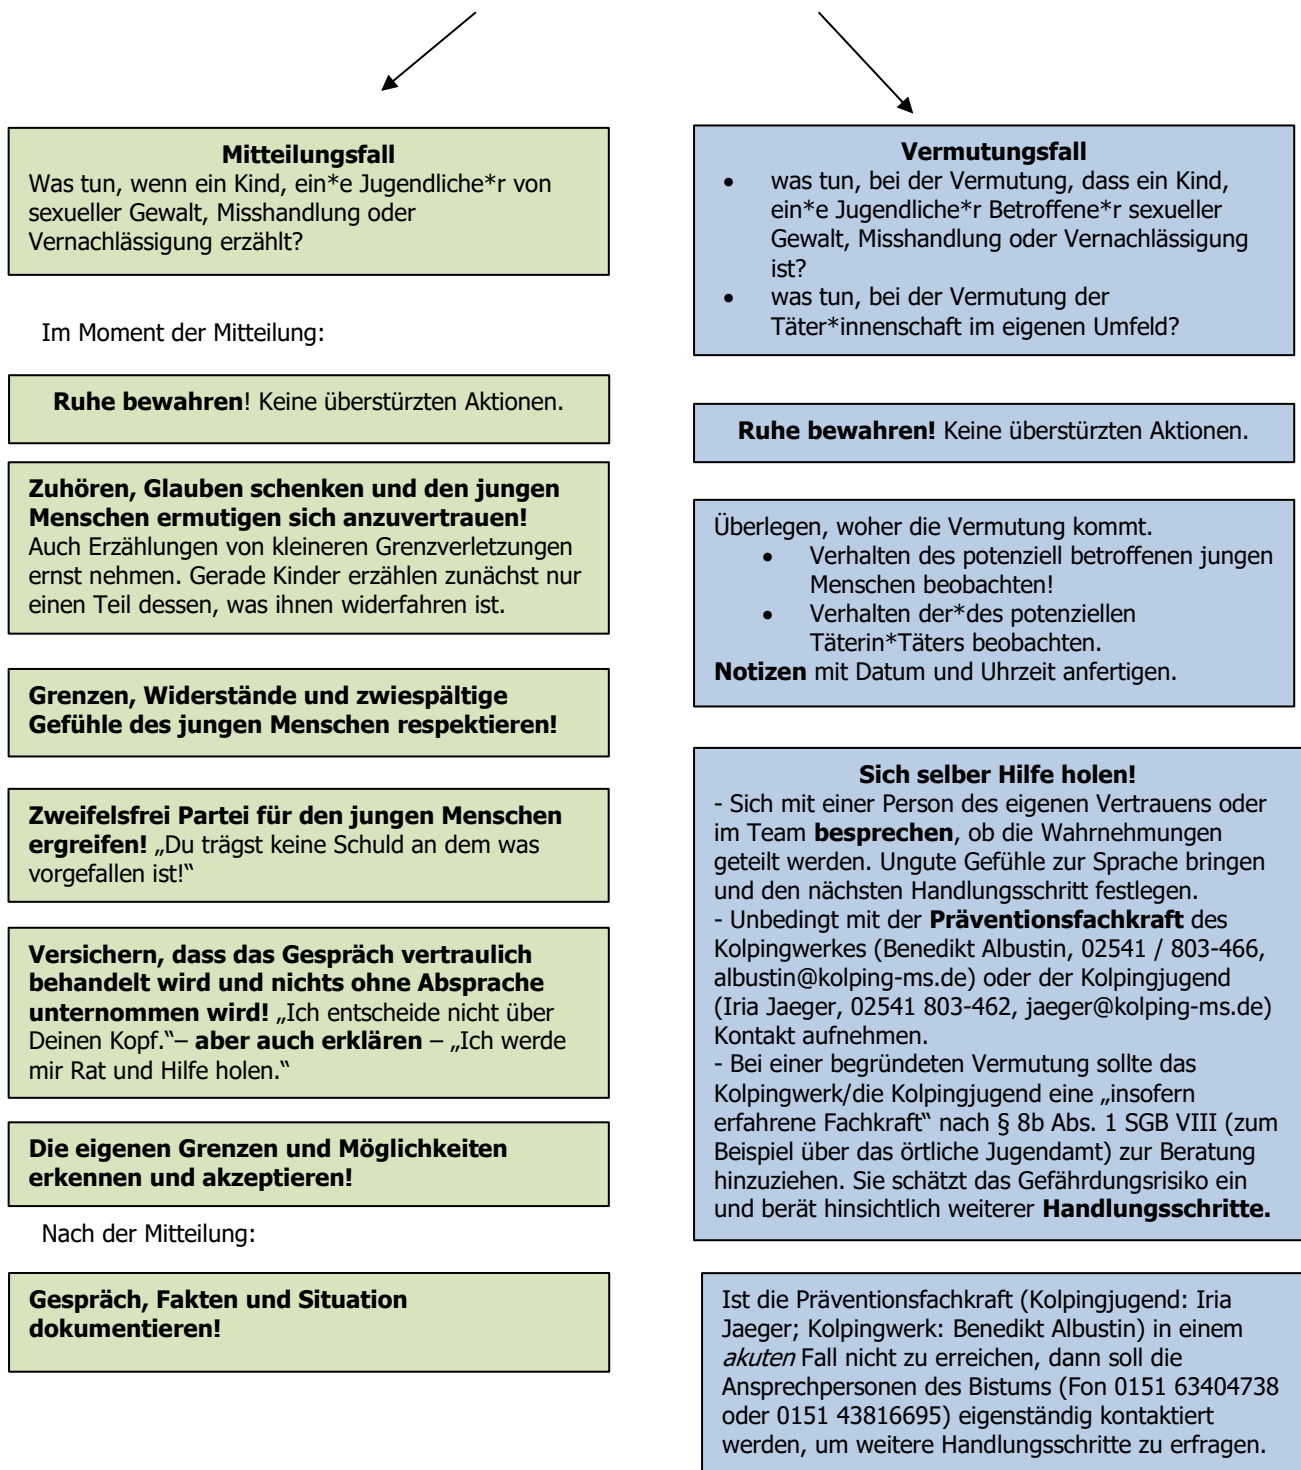 Mitteilungsfall
Was tun, wenn ein Kind, ein*e Jugendliche*r von
sexueller Gewalt, Misshandlung oder
Vernachlässigung erzählt?
Im Moment der Mitteilung:
Ruhe bewahren! Keine überstürzten Aktionen.
Zuhören, Glauben schenken und den jungen
Menschen ermutigen sich anzuvertrauen!
Auch Erzählungen von kleineren Grenzverletzungen
ernst nehmen. Gerade Kinder erzählen zunächst nur
einen Teil dessen, was ihnen widerfahren ist.
Grenzen, Widerstände und zwiespältige
Gefühle des jungen Menschen respektieren!
Zweifelsfrei Partei für den jungen Menschen
ergreifen! „Du trägst keine Schuld an dem was
vorgefallen ist!“
Versichern, dass das Gespräch vertraulich
behandelt wird und nichts ohne Absprache
unternommen wird! „Ich entscheide nicht über
Deinen Kopf.“– aber auch erklären – „Ich werde
mir Rat und Hilfe holen.“
Die eigenen Grenzen und Möglichkeiten
erkennen und akzeptieren!
Nach der Mitteilung:
Gespräch, Fakten und Situation
dokumentieren!
Vermutungsfall
• was tun, bei der Vermutung, dass ein Kind,
ein*e Jugendliche*r Betroffene*r sexueller
Gewalt, Misshandlung oder Vernachlässigung
ist?
• was tun, bei der Vermutung der
Täter*innenschaft im eigenen Umfeld?
Ruhe bewahren! Keine überstürzten Aktionen.
Überlegen, woher die Vermutung kommt.
• Verhalten des potenziell betroffenen jungen
Menschen beobachten!
• Verhalten der*des potenziellen
Täterin*Täters beobachten.
Notizen mit Datum und Uhrzeit anfertigen.
Sich selber Hilfe holen!
- Sich mit einer Person des eigenen Vertrauens oder
im Team besprechen, ob die Wahrnehmungen
geteilt werden. Ungute Gefühle zur Sprache bringen
und den nächsten Handlungsschritt festlegen.
- Unbedingt mit der Präventionsfachkraft des
Kolpingwerkes (Benedikt Albustin, 02541 / 803-466,
albustin@kolping-ms.de) oder der Kolpingjugend
(Iria Jaeger, 02541 803-462, jaeger@kolping-ms.de)
Kontakt aufnehmen.
- Bei einer begründeten Vermutung sollte das
Kolpingwerk/die Kolpingjugend eine „insofern
erfahrene Fachkraft“ nach § 8b Abs. 1 SGB VIII (zum
Beispiel über das örtliche Jugendamt) zur Beratung
hinzuziehen. Sie schätzt das Gefährdungsrisiko ein
und berät hinsichtlich weiterer Handlungsschritte.
Ist die Präventionsfachkraft (Kolpingjugend: Iria
Jaeger; Kolpingwerk: Benedikt Albustin) in einem
akuten Fall nicht zu erreichen, dann soll die
Ansprechpersonen des Bistums (Fon 0151 63404738
oder 0151 43816695) eigenständig kontaktiert
werden, um weitere Handlungsschritte zu erfragen.